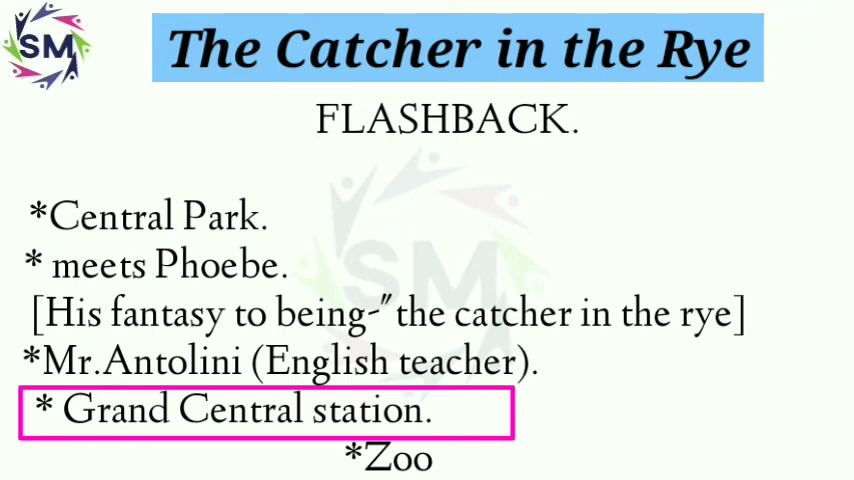 SM
The Catcher in the Rye
FLASHBACK.
*Central Park.
* meets Phoebe.
[His fantasy to being-"the catcher in the rye]
*Mr.Antolini (English teacher).
* Grand Central station.
*Zoo
SM